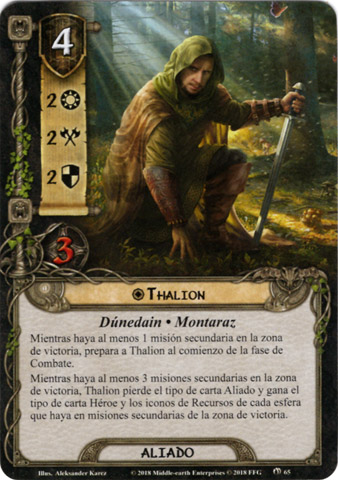 4
2
2
2
3
THALION
Dúnedain • Montaraz
Mientras haya al menos 1 misión secundaria en la zona
de victoria, prepara a Thalion al comienzo de la fase de
Combate.
Mientras haya al menos 3 misiones secundarias en la zona
de victoria, Thalion pierde el tipo de carta Aliado y gana el
tipo de carta Héroe y los iconos de Recursos de cada esfera
que haya en misiones secundarias de la zona de victoria.
ALIADO
Illus. Aleksander Karcz © 2018 Middle-earth Enterprises © 2018 FFG 65